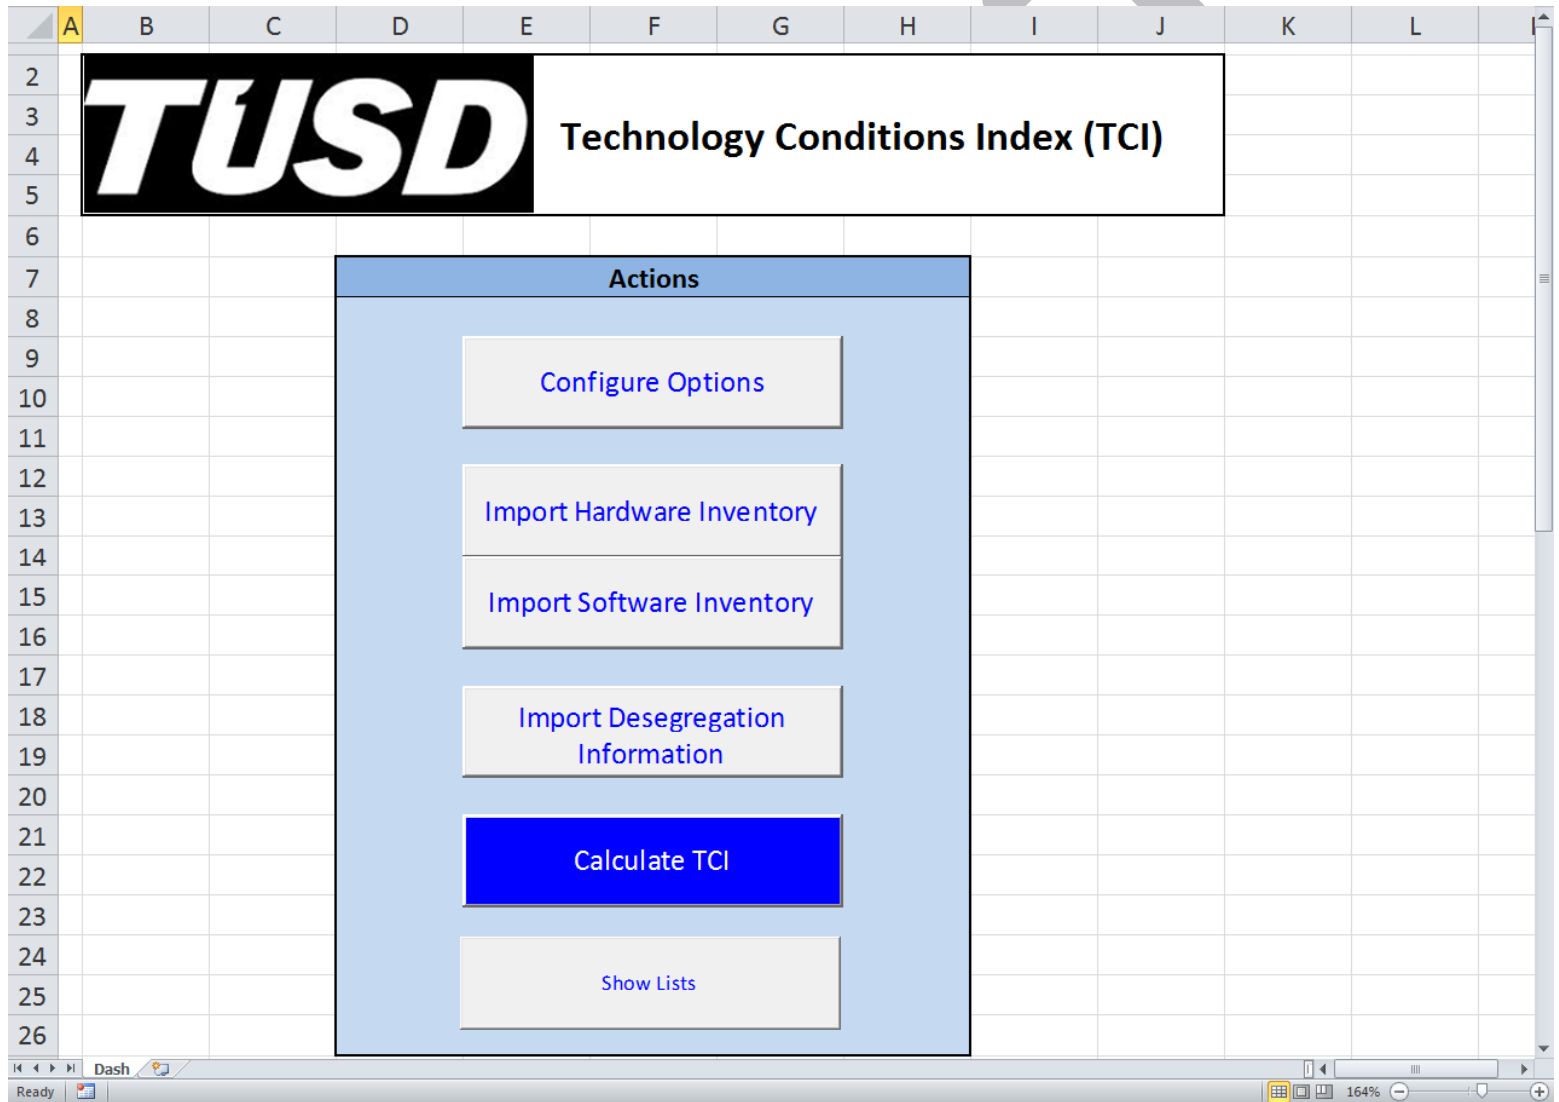 A B C D E F G H I J K L
2
TUSD
3
Technology Conditions Index (TCI)
4
5
6
7
Actions
8
9
Configure Options
10
11
12
13
Import Hardware Inventory
14
15
Import Software Inventory
16
17
18
Import Desegregation
19
Information
20
21
Calculate TCI
22
23
24
25
Show Lists
26
Dash
Ready
164%